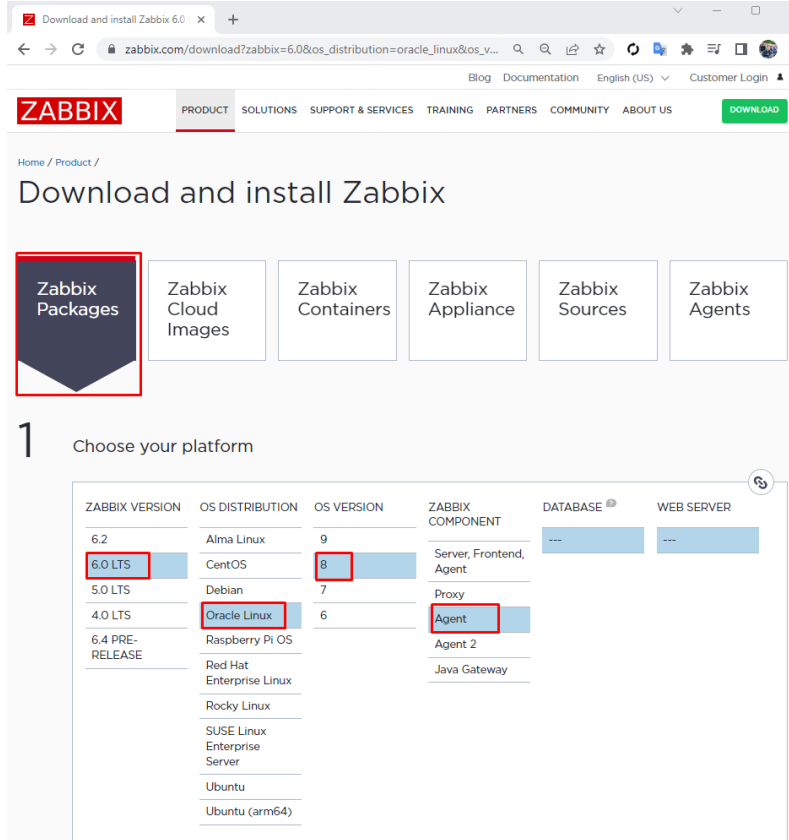 Download and install Zabbix 6.0
zabbix.com/download?zabbix=6.0&os_distribution=oracle_linux&os_v...
Blog Documentation English (US) Customer Login
ZABBIX
PRODUCT SOLUTIONS SUPPORT & SERVICES TRAINING PARTNERS COMMUNITY ABOUT US DOWNLOAD
Home / Product /
Download and install Zabbix
Zabbix
Packages
Zabbix
Cloud
Images
Zabbix
Containers
Zabbix
Appliance
Zabbix
Sources
Zabbix
Agents
1
Choose your platform
ZABBIX VERSION
6.2
6.0 LTS
5.0 LTS
4.0 LTS
6.4 PRE-
RELEASE
OS DISTRIBUTION
Alma Linux
CentOS
Debian
Oracle Linux
Raspberry Pi OS
Red Hat
Enterprise Linux
Rocky Linux
SUSE Linux
Enterprise
Server
Ubuntu
Ubuntu (arm64)
OS VERSION
9
8
7
6
ZABBIX
COMPONENT
Server, Frontend,
Agent
Proxy
Agent
Agent 2
Java Gateway
DATABASE ?
---
WEB SERVER
---